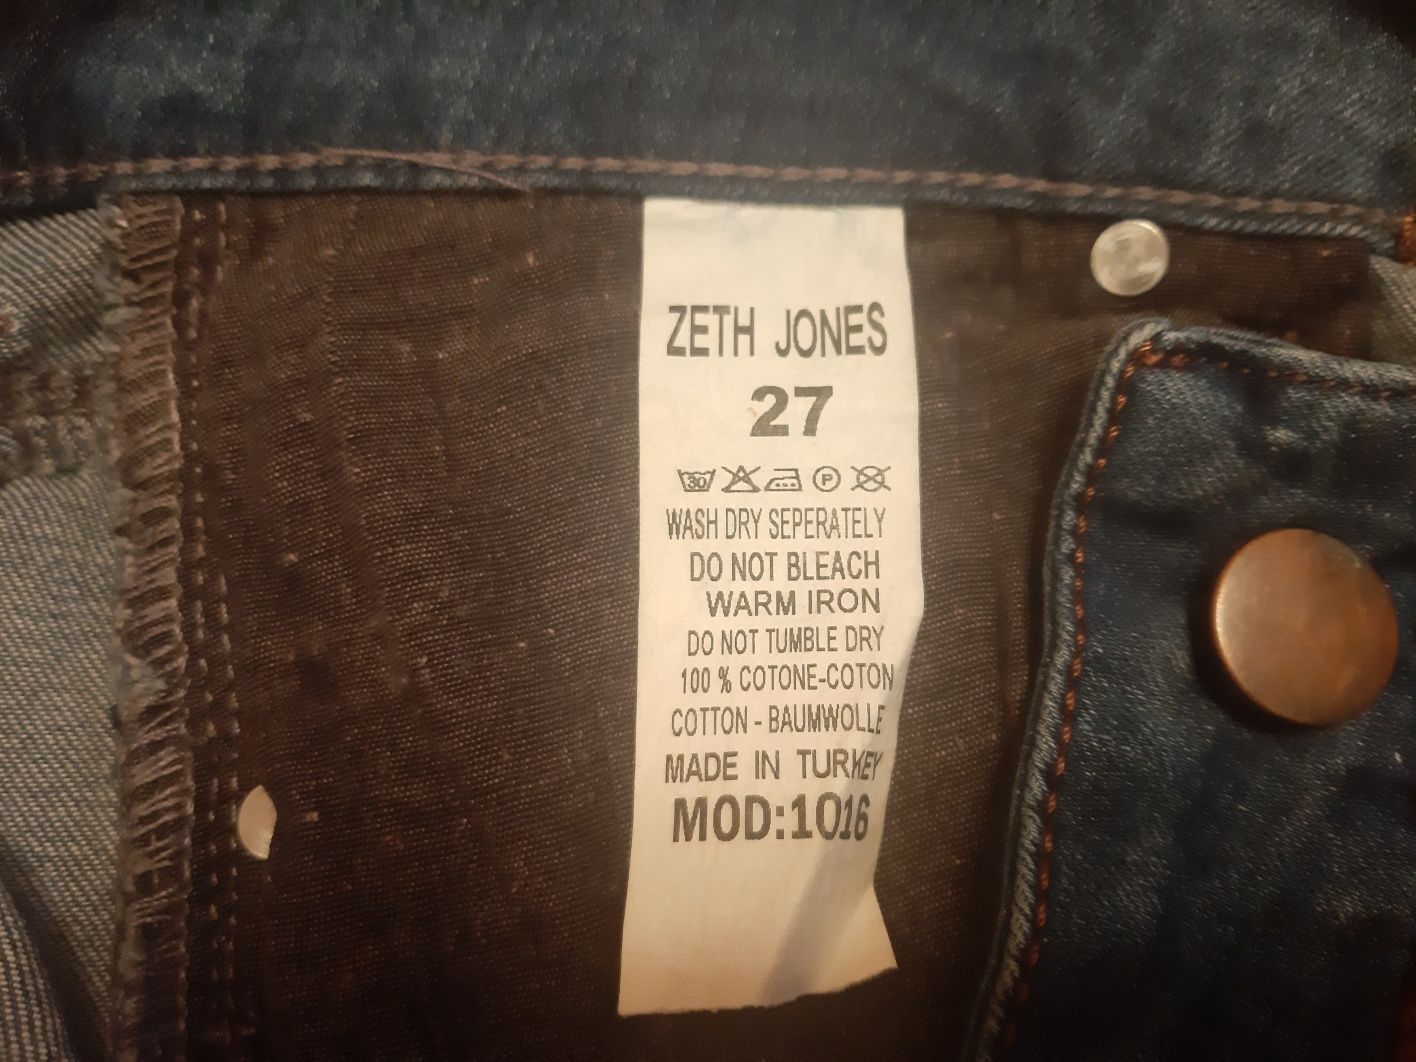 ZETH JONES
27
30 P
WASH DRY SEPERATELY
DO NOT BLEACH
WARM IRON
DO NOT TUMBLE DRY
100 % COTONE-COTON
COTTON - BAUMWOLLE
MADE IN TURKEY
MOD:1016